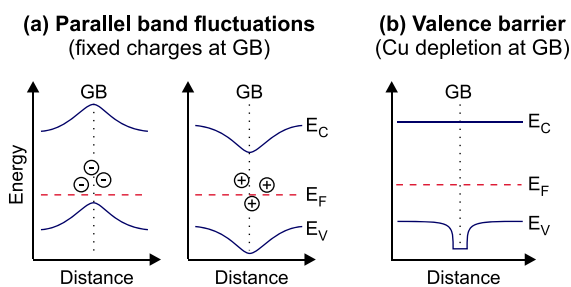 (a) Parallel band fluctuations
(fixed charges at GB)
(b) Valence barrier
(Cu depletion at GB)
GB
GB
GB
Energy
E_C
E_F
E_V
E_C
E_F
E_V
- - -
+ + +
Distance
Distance
Distance